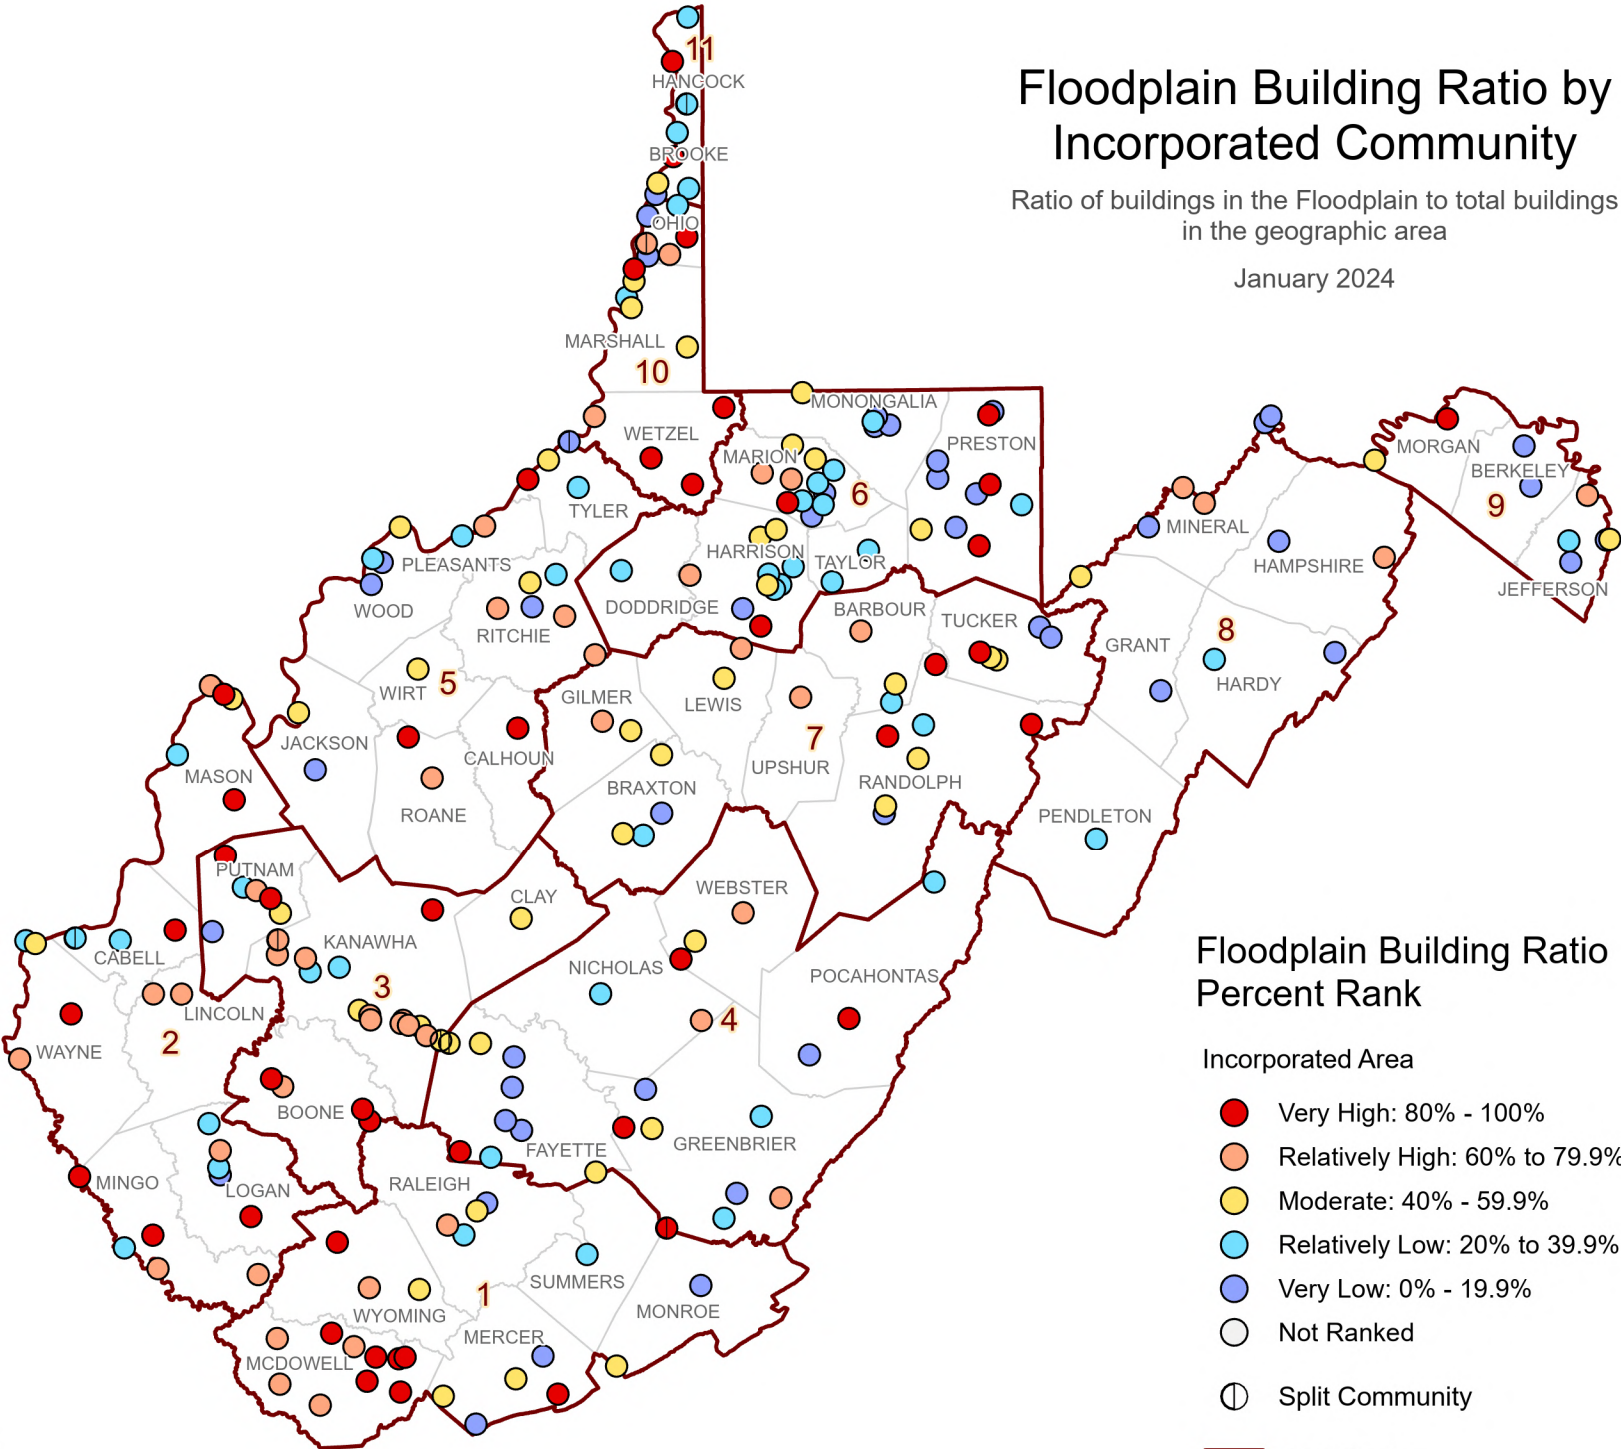 Floodplain Building Ratio by
Incorporated Community
Ratio of buildings in the Floodplain to total buildings
in the geographic area
January 2024
11
HANCOCK
BROOKE
OHIO
MARSHALL
10
WETZEL
MONONGALIA
PRESTON
MARION
6
TYLER
HARRISON
TAYLOR
PLEASANTS
WOOD
DODDRIDGE
RITCHIE
BARBOUR
TUCKER
MORGAN
BERKELEY
9
MINERAL
HAMPSHIRE
JEFFERSON
GRANT
8
HARDY
WIRT
5
GILMER
LEWIS
7
UPSHUR
JACKSON
CALHOUN
ROANE
BRAXTON
RANDOLPH
MASON
PENDLETON
PUTNAM
CLAY
WEBSTER
KANAWHA
CABELL
3
NICHOLAS
POCAHONTAS
LINCOLN
4
2
WAYNE
BOONE
FAYETTE
GREENBRIER
MINGO
LOGAN
RALEIGH
SUMMERS
1
WYOMING
MONROE
MERCER
MCDOWELL
Floodplain Building Ratio
Percent Rank
Incorporated Area
Very High: 80% - 100%
Relatively High: 60% to 79.9%
Moderate: 40% - 59.9%
Relatively Low: 20% to 39.9%
Very Low: 0% - 19.9%
Not Ranked
Split Community